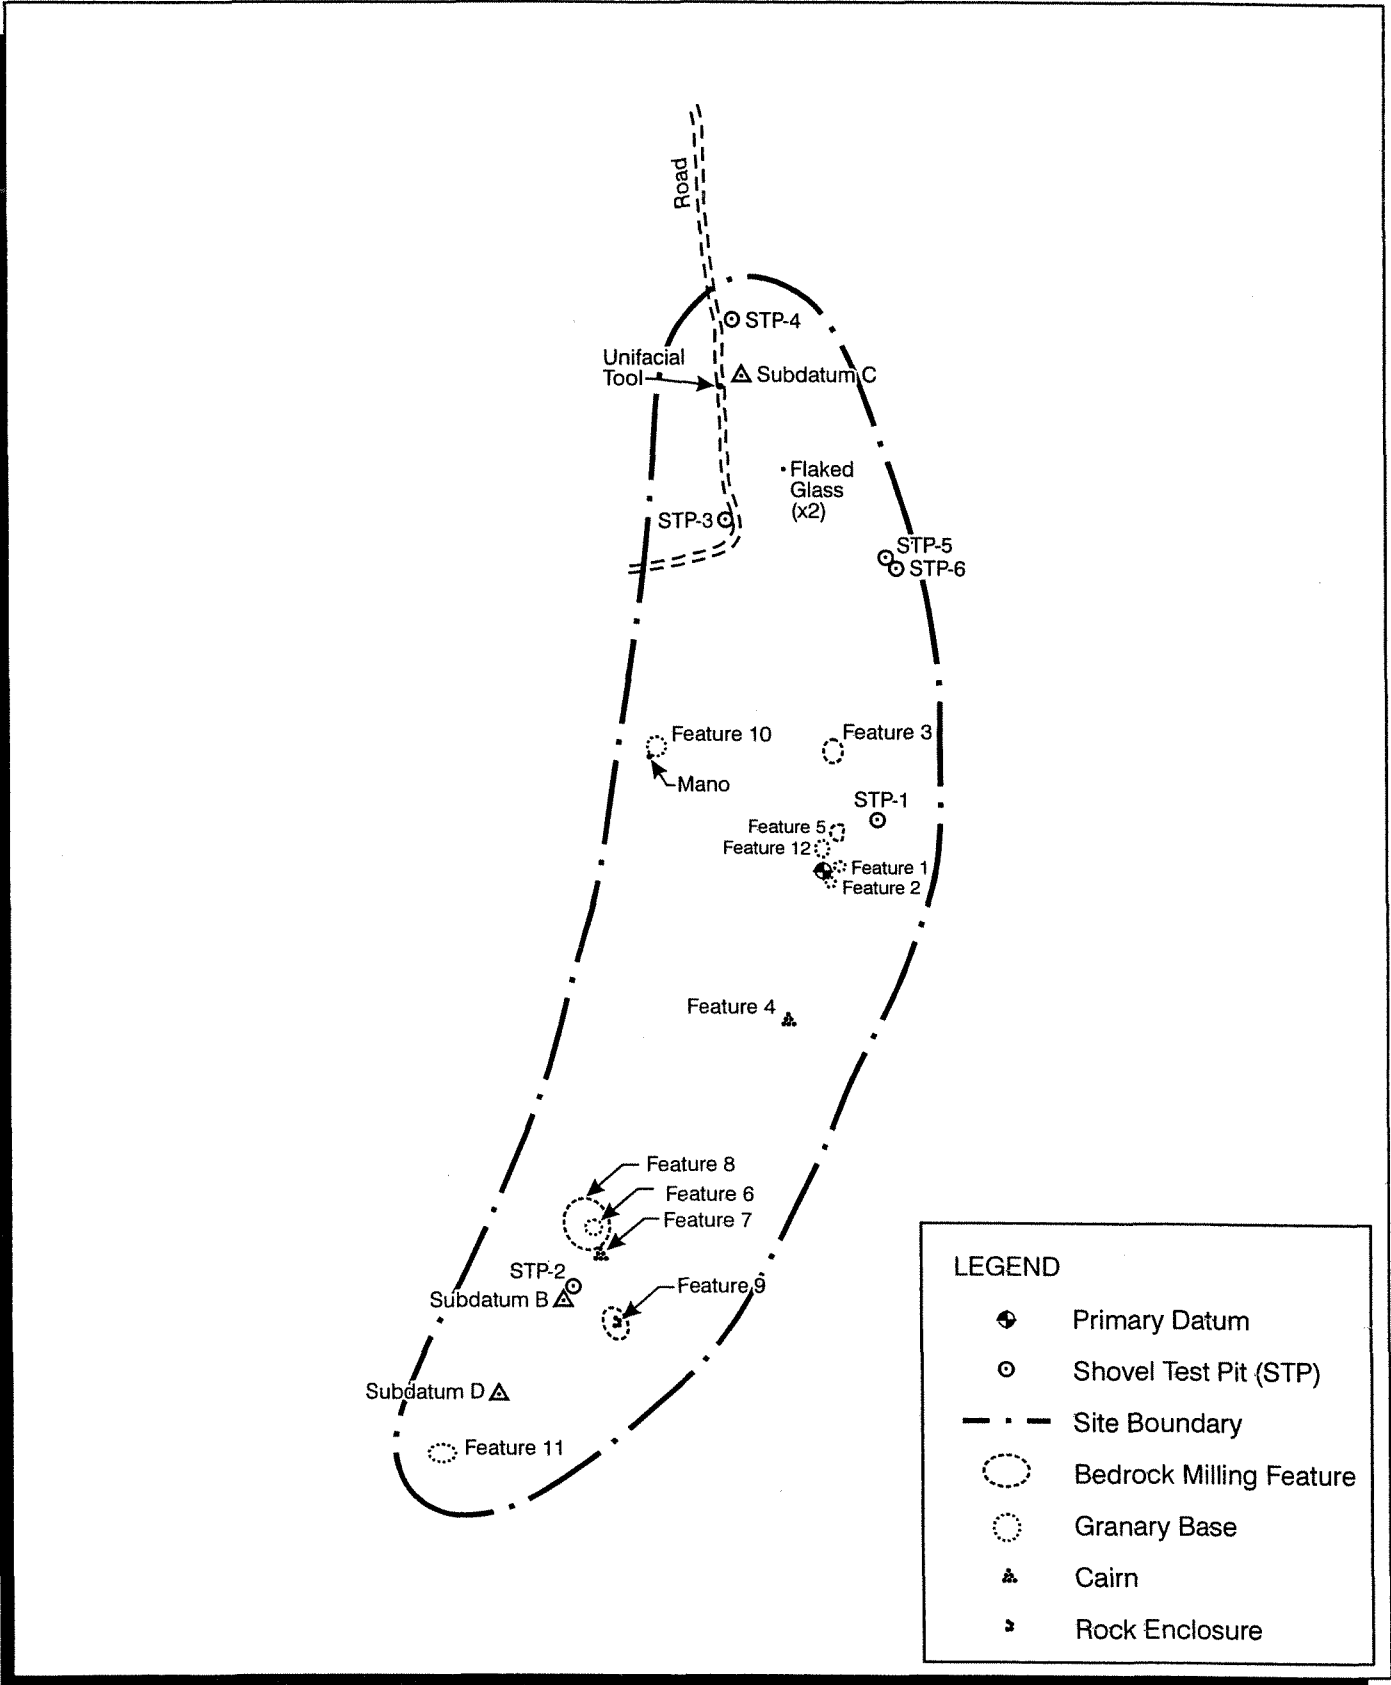 Road
STP-4
Unifacial
Tool
Subdatum C
Flaked
Glass
(x2)
STP-3
STP-5
STP-6
Feature 10
Feature 3
Mano
STP-1
Feature 5
Feature 12
Feature 1
Feature 2
Feature 4
Feature 8
Feature 6
Feature 7
STP-2
Subdatum B
Feature 9
Subdatum D
Feature 11
LEGEND
Primary Datum
Shovel Test Pit (STP)
Site Boundary
Bedrock Milling Feature
Granary Base
Cairn
Rock Enclosure